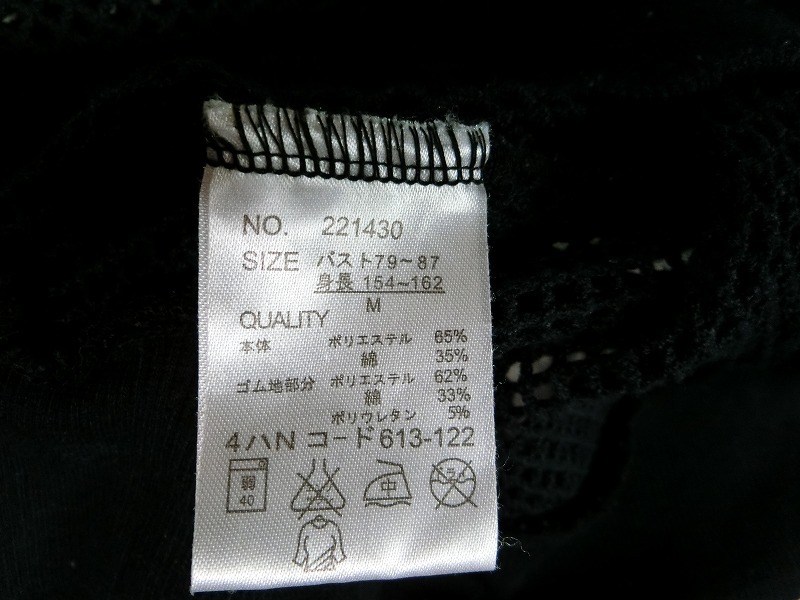 NO. 221430
SIZE バスト79~87
身長 154~162
M
QUALITY
本体 ポリエステル 65%
綿 35%
ゴム地部分 ポリエステル 62%
綿 33%
ポリウレタン 5%
4ハN コード613-122
弱 中
40